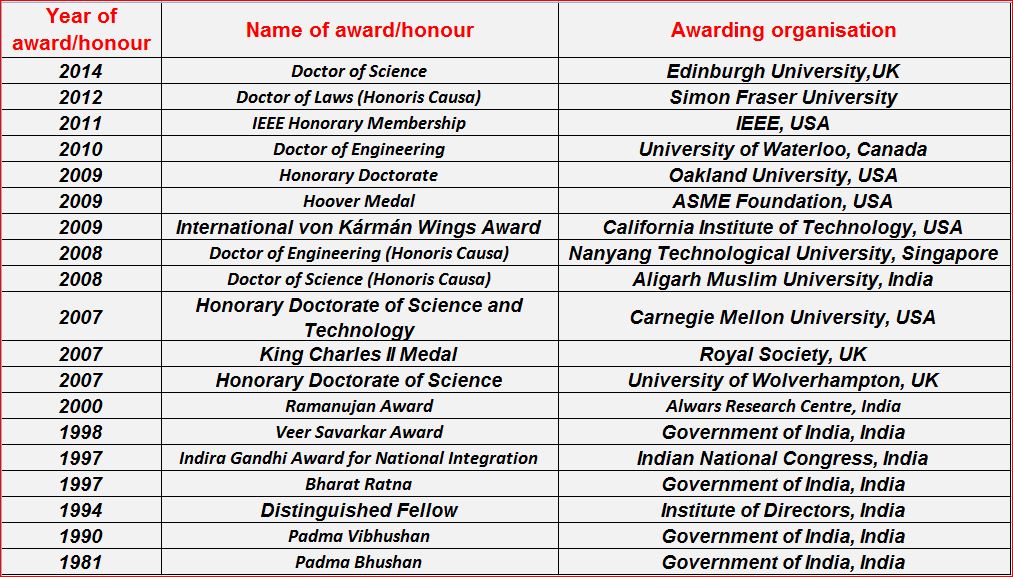 Year of award/honour Name of award/honour Awarding organisation
2014 Doctor of Science Edinburgh University,UK
2012 Doctor of Laws (Honoris Causa) Simon Fraser University
2011 IEEE Honorary Membership IEEE, USA
2010 Doctor of Engineering University of Waterloo, Canada
2009 Honorary Doctorate Oakland University, USA
2009 Hoover Medal ASME Foundation, USA
2009 International von Kármán Wings Award California Institute of Technology, USA
2008 Doctor of Engineering (Honoris Causa) Nanyang Technological University, Singapore
2008 Doctor of Science (Honoris Causa) Aligarh Muslim University, India
2007 Honorary Doctorate of Science and Technology Carnegie Mellon University, USA
2007 King Charles II Medal Royal Society, UK
2007 Honorary Doctorate of Science University of Wolverhampton, UK
2000 Ramanujan Award Alwars Research Centre, India
1998 Veer Savarkar Award Government of India, India
1997 Indira Gandhi Award for National Integration Indian National Congress, India
1997 Bharat Ratna Government of India, India
1994 Distinguished Fellow Institute of Directors, India
1990 Padma Vibhushan Government of India, India
1981 Padma Bhushan Government of India, India